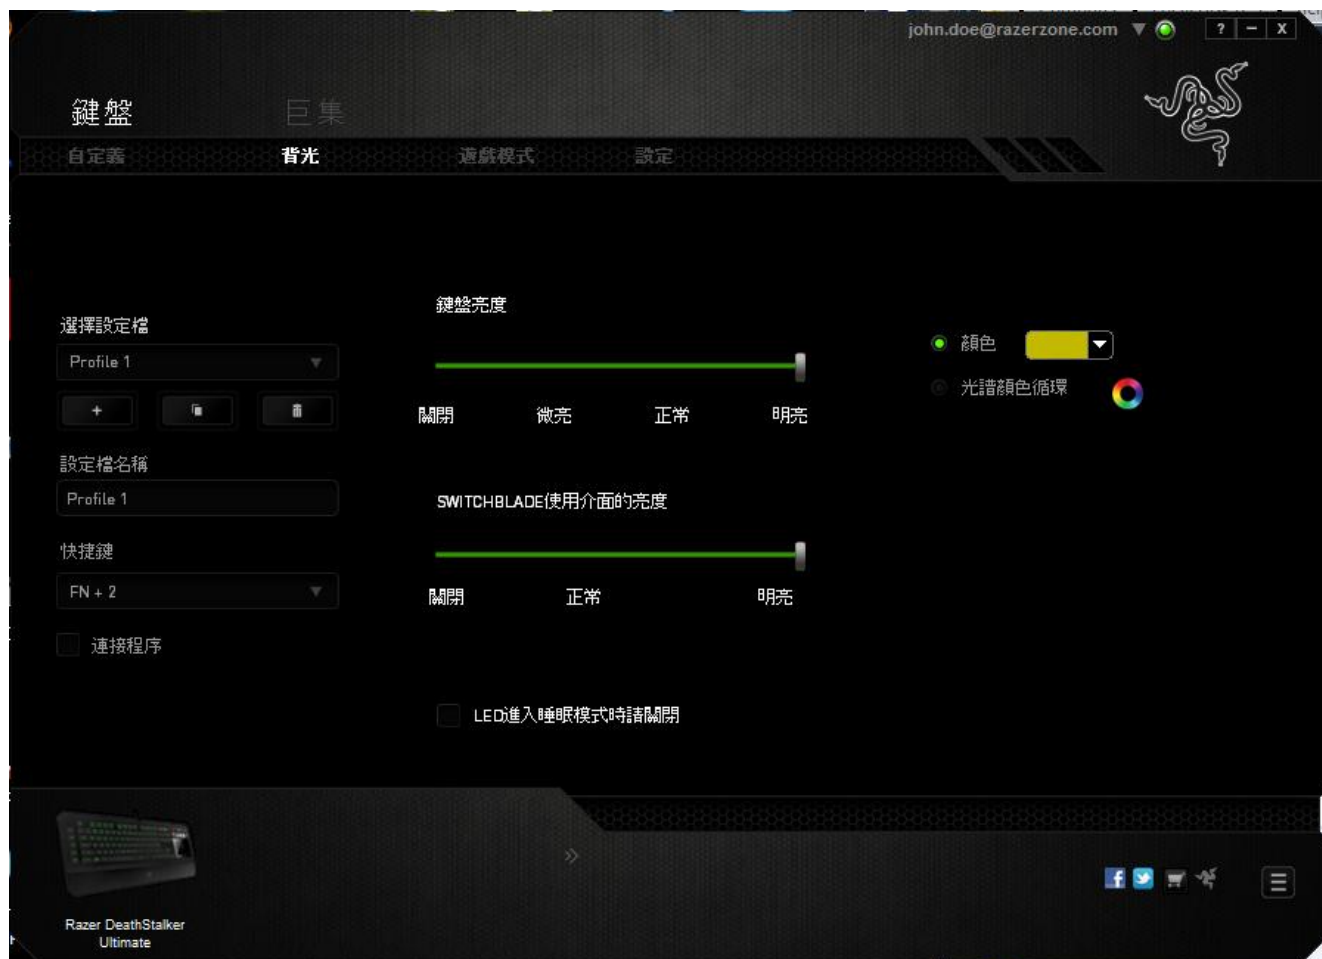 john.doe@razerzone.com
? − X
鍵盤 巨集
自定義 背光 遊戲模式 設定
選擇設定檔
Profile 1
設定檔名稱
Profile 1
快捷鍵
FN + 2
連接程序
鍵盤亮度
關閉 微亮 正常 明亮
SWITCHBLADE使用介面的亮度
關閉 正常 明亮
LED進入睡眠模式時請關閉
顏色
光譜顏色循環
Razer DeathStalker
Ultimate